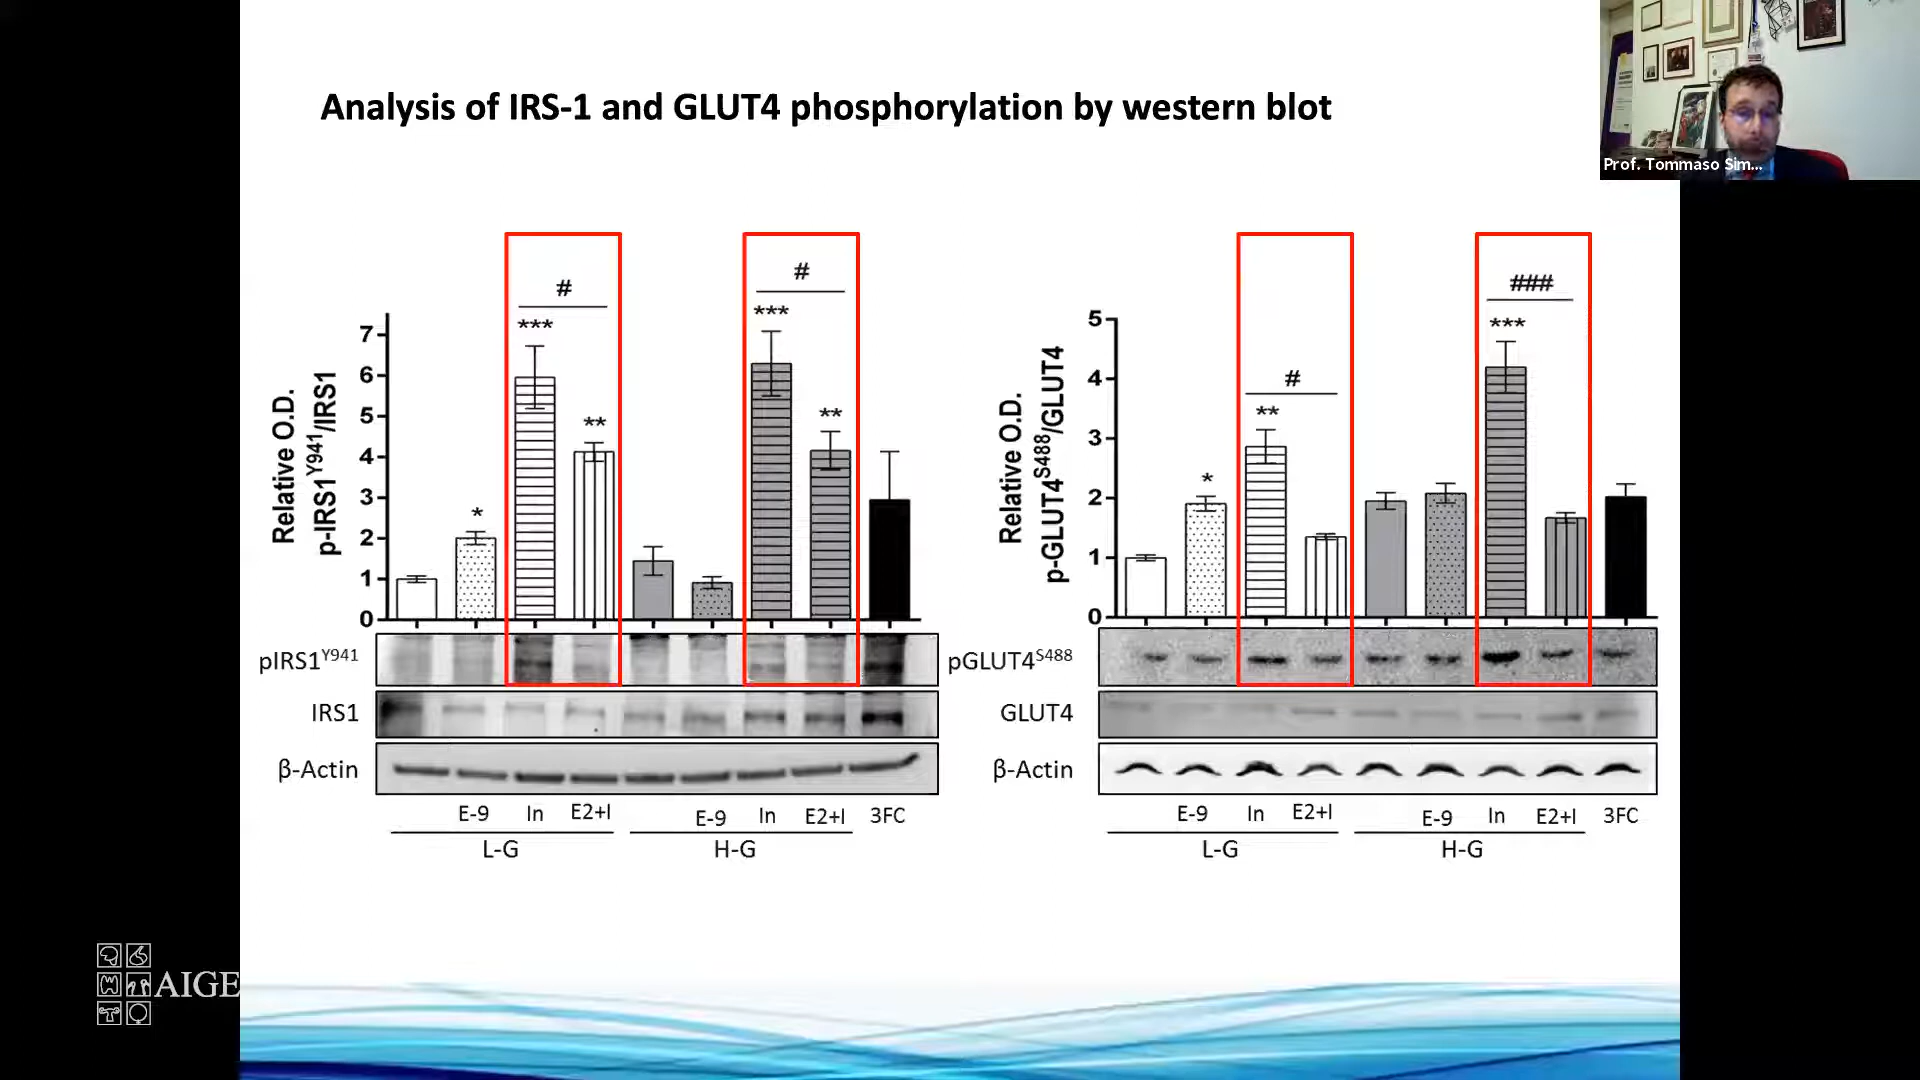 Analysis of IRS-1 and GLUT4 phosphorylation by western blot
Prof. Tommaso Sim...
Relative O.D.
p-IRS1 Y941/IRS1
7
6
5
4
3
2
1
0
*
***
**
#
***
**
#
pIRS1Y941
IRS1
β-Actin
E-9
In
E2+I
E-9
In
E2+I
3FC
L-G
H-G
Relative O.D.
p-GLUT4S488/GLUT4
5
4
3
2
1
0
*
**
#
***
###
pGLUT4S488
GLUT4
β-Actin
E-9
In
E2+I
E-9
In
E2+I
3FC
L-G
H-G
AIGE